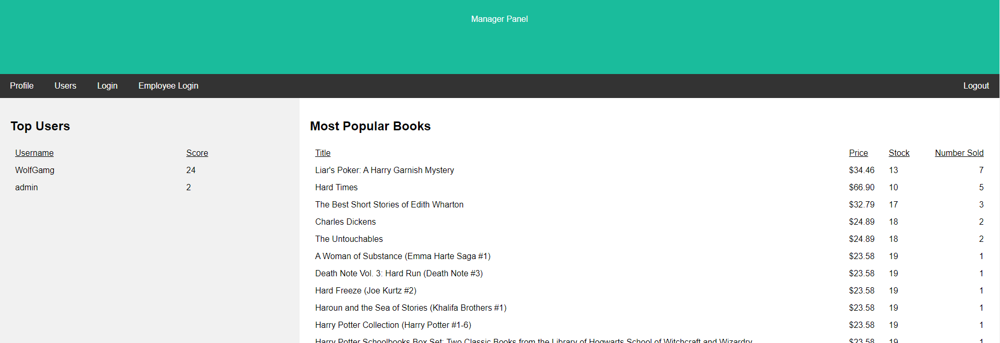 Manager Panel
Profile Users Login Employee Login Logout
Top Users
Username Score
WolfGamg 24
admin 2
Most Popular Books
Title Price Stock Number Sold
Liar's Poker: A Harry Garnish Mystery $34.46 13 7
Hard Times $66.90 10 5
The Best Short Stories of Edith Wharton $32.79 17 3
Charles Dickens $24.89 18 2
The Untouchables $24.89 18 2
A Woman of Substance (Emma Harte Saga #1) $23.58 19 1
Death Note Vol. 3: Hard Run (Death Note #3) $23.58 19 1
Hard Freeze (Joe Kurtz #2) $23.58 19 1
Haroun and the Sea of Stories (Khalifa Brothers #1) $23.58 19 1
Harry Potter Collection (Harry Potter #1-6) $23.58 19 1
Harry Potter Schoolbooks Box Set: Two Classic Books from the Library of Hogwarts School of Witchcraft and Wizardry $23.58 19 1